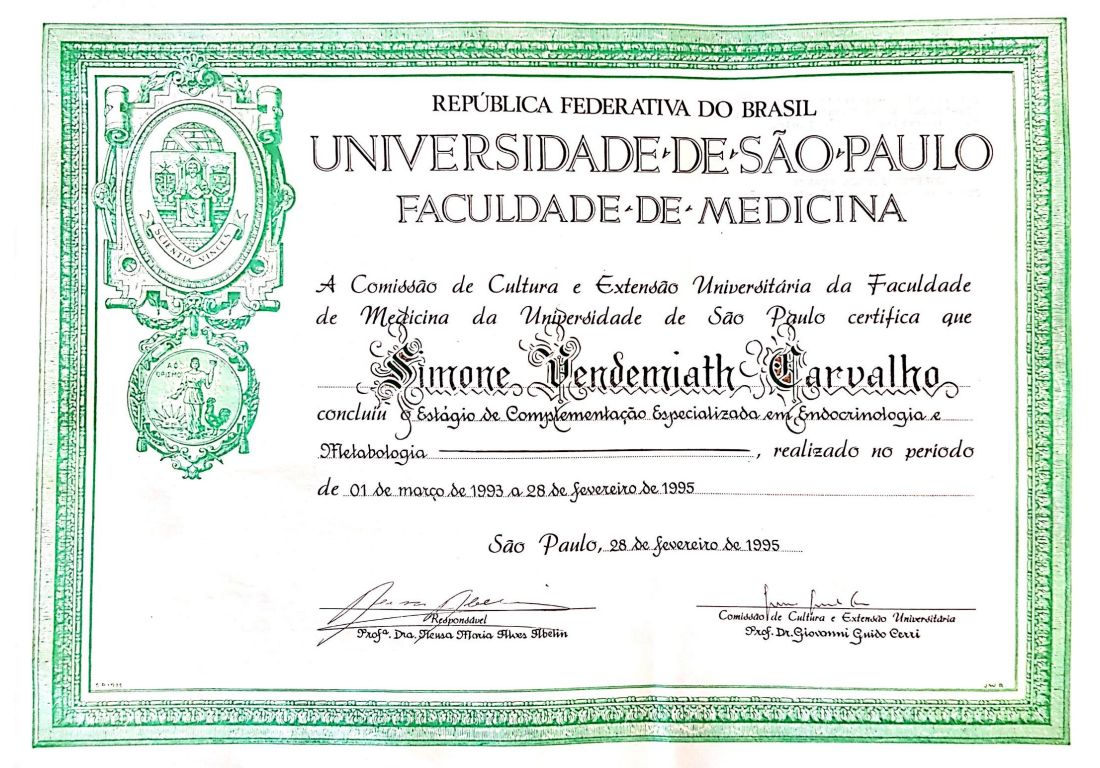 REPÚBLICA FEDERATIVA DO BRASIL
UNIVERSIDADE·DE·SÃO·PAULO
FACULDADE·DE·MEDICINA
SCIENTIA VINCES
A Comissão de Cultura e Extensão Universitária da Faculdade
de Medicina da Universidade de São Paulo certifica que
Simone Vendemiath Carvalho
concluiu o Estágio de Complementação Especializada em Endocrinologia e
Metabologia, realizado no período
de 01 de março de 1993 a 28 de fevereiro de 1995
São Paulo, 28 de fevereiro de 1995
Responsável
Profª. Dra. Neusa Maria Alves Abelin
Comissão de Cultura e Extensão Universitária
Prof. Dr. Giovanni Guido Cerri